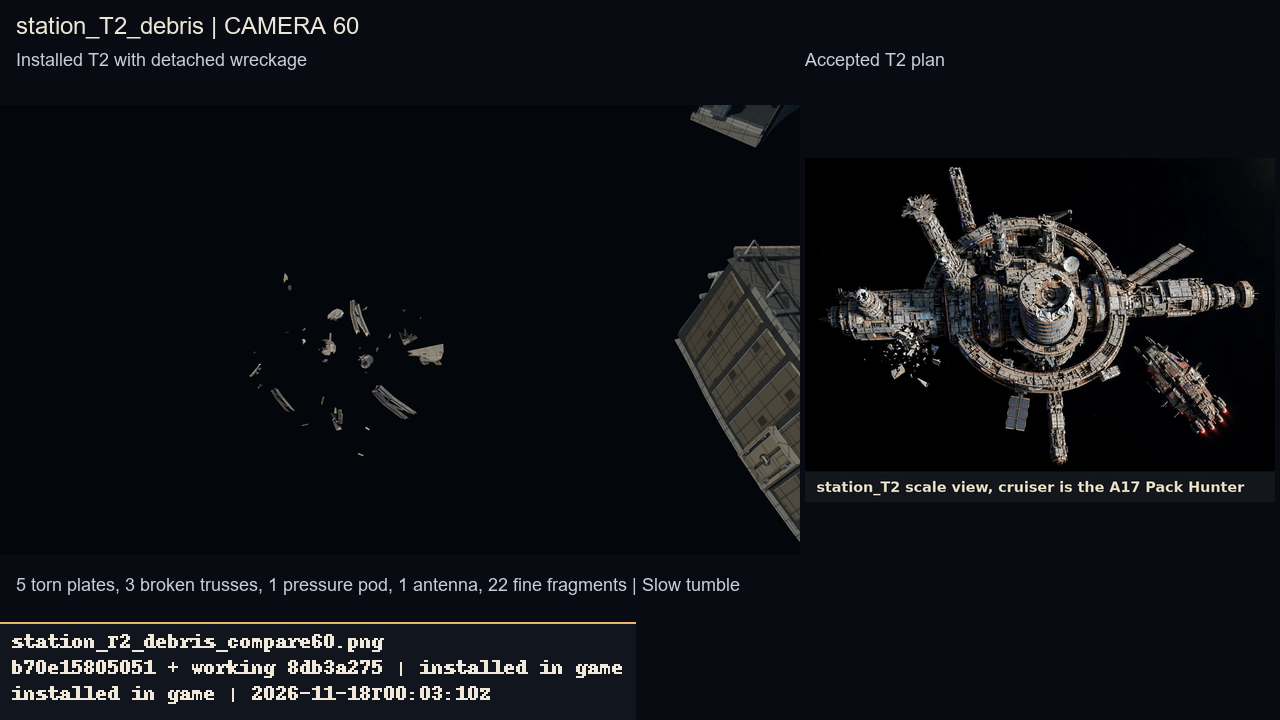 station_T2_debris | CAMERA 60
Installed T2 with detached wreckage
Accepted T2 plan
station_T2 scale view, cruiser is the A17 Pack Hunter
5 torn plates, 3 broken trusses, 1 pressure pod, 1 antenna, 22 fine fragments | Slow tumble
station_T2_debris_compare60.png
b70e15805051 + working 8db3a275 | installed in game
installed in game | 2026-11-18T00:03:10Z